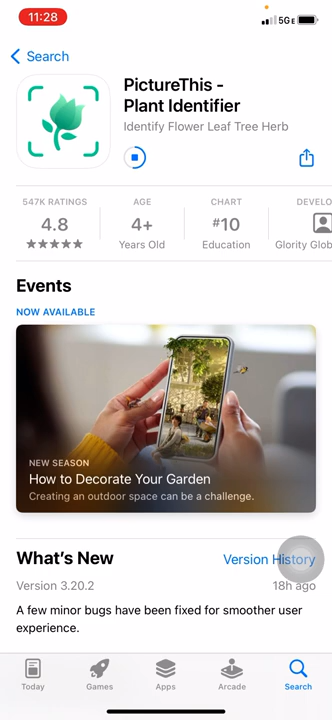 11:28
5GE
Search
PictureThis -
Plant Identifier
Identify Flower Leaf Tree Herb
547K RATINGS
4.8
AGE
4+
Years Old
CHART
#10
Education
DEVELO
Glority Glob
Events
NOW AVAILABLE
NEW SEASON
How to Decorate Your Garden
Creating an outdoor space can be a challenge.
What's New
Version History
Version 3.20.2
18h ago
A few minor bugs have been fixed for smoother user
experience.
Today
Games
Apps
Arcade
Search